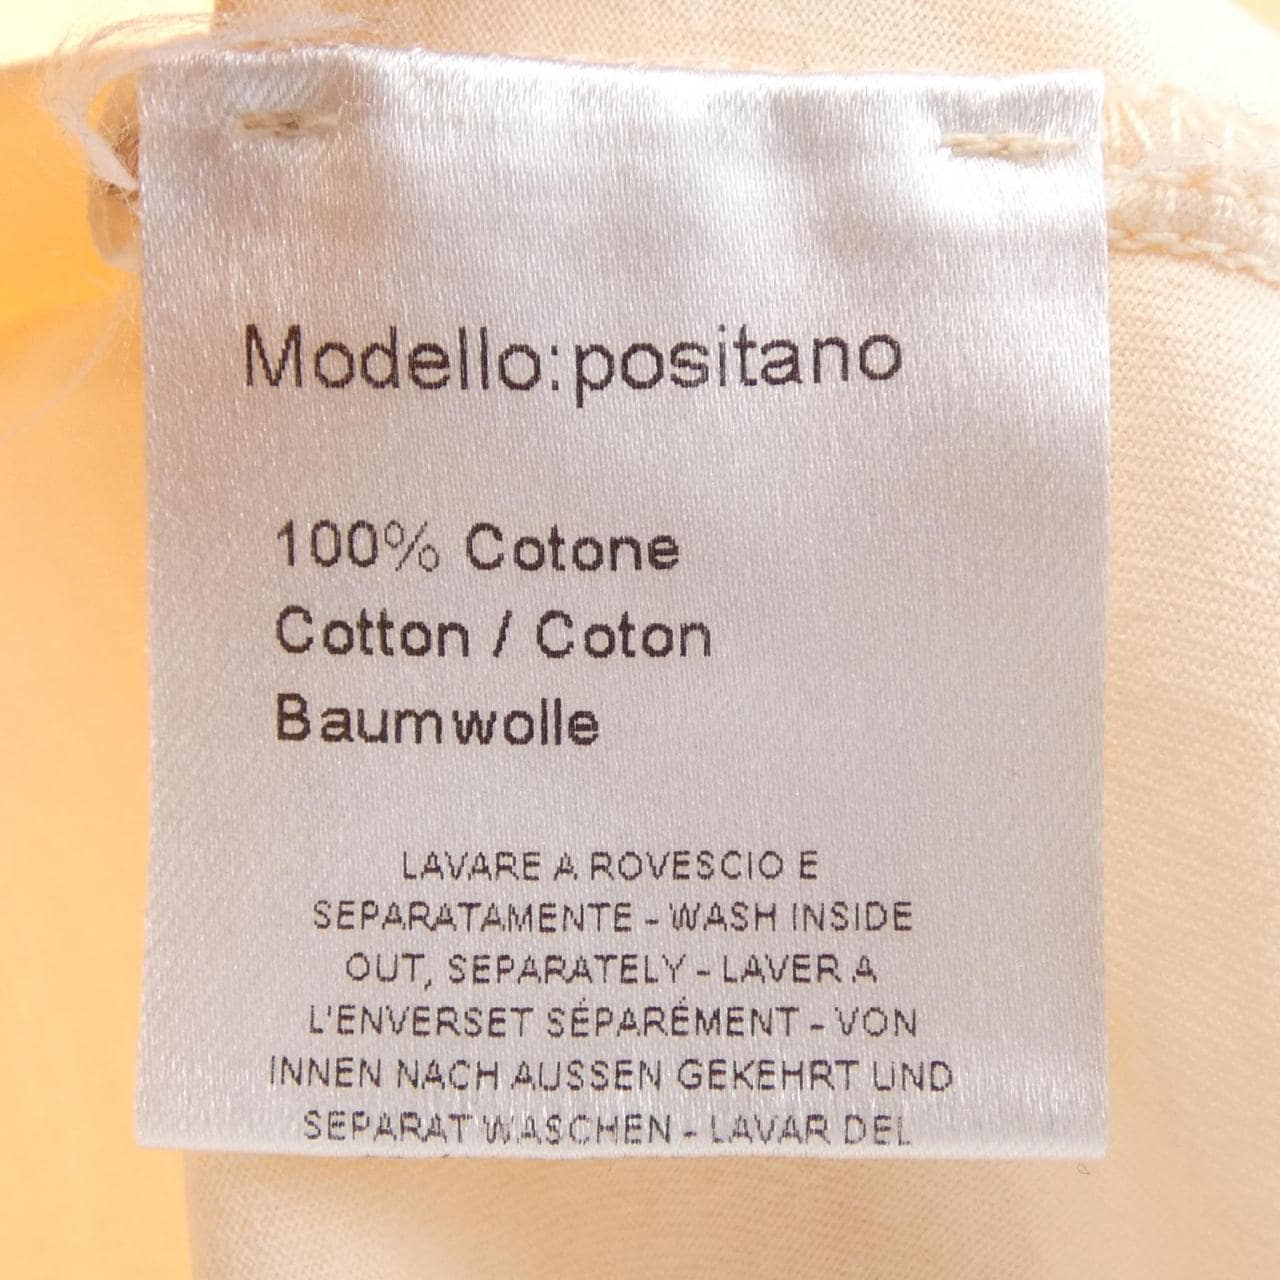 Modello:positano
100% Cotone
Cotton / Coton
Baumwolle
LAVARE A ROVESCIO E
SEPARATAMENTE - WASH INSIDE
OUT, SEPARATELY - LAVER A
L'ENVERSET SÉPARÉMENT - VON
INNEN NACH AUSSEN GEKEHRT UND
SEPARAT WASCHEN - LAVAR DEL